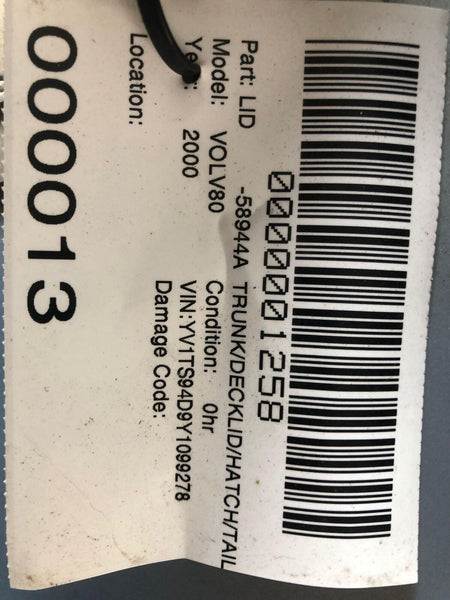 0000001258
Part: LID -58944A TRUNK/DECKLID/HATCH/TAIL
Model: VOLV80 Condition: 0hr
2000 VIN:YV1TS94D9Y1099278
Location: Damage Code:
000013